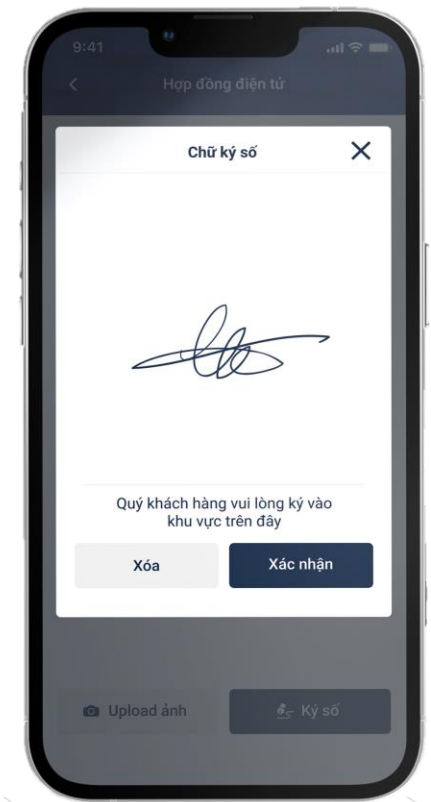 9:41
Hợp đồng điện tử
Chữ ký số
Quý khách hàng vui lòng ký vào
khu vực trên đây
Xóa
Xác nhận
Upload ảnh
Ký số